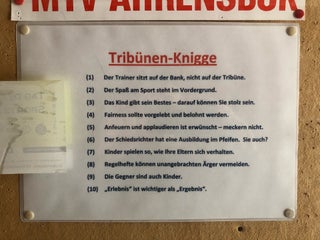 MTV AHRENSBÖK
Tribünen-Knigge
(1) Der Trainer sitzt auf der Bank, nicht auf der Tribüne.
(2) Der Spaß am Sport steht im Vordergrund.
(3) Das Kind gibt sein Bestes – darauf können Sie stolz sein.
(4) Fairness sollte vorgelebt und belohnt werden.
(5) Anfeuern und applaudieren ist erwünscht – meckern nicht.
(6) Der Schiedsrichter hat eine Ausbildung im Pfeifen. Sie auch?
(7) Kinder spielen so, wie Ihre Eltern sich verhalten.
(8) Regelhefte können unangebrachten Ärger vermeiden.
(9) Die Gegner sind auch Kinder.
(10) „Erlebnis" ist wichtiger als „Ergebnis".